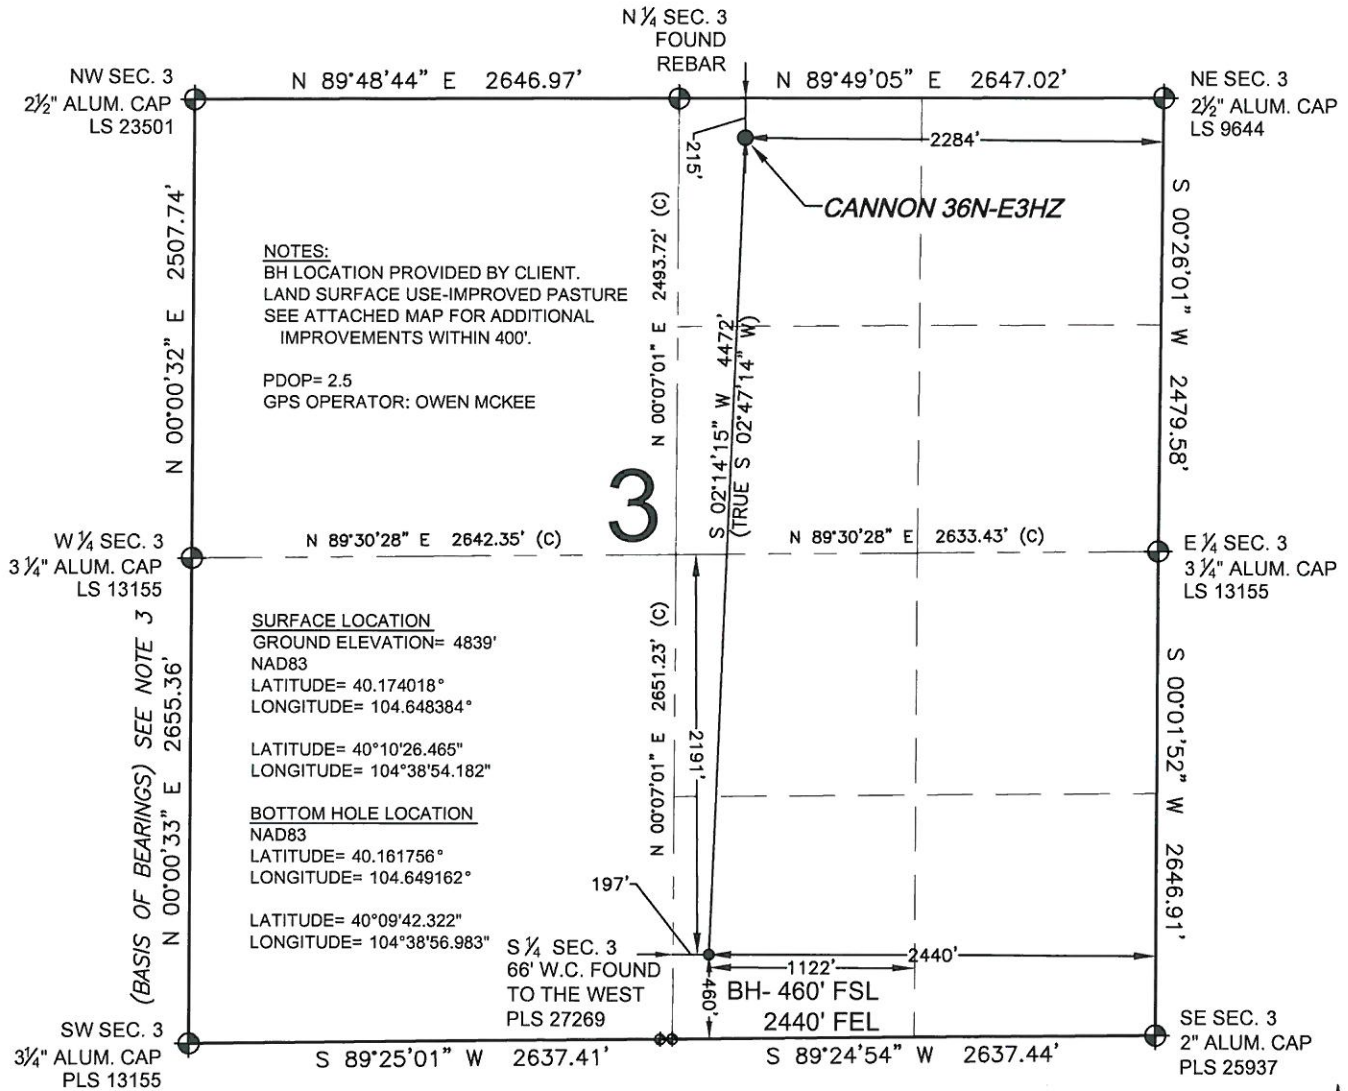 N ¼ SEC. 3
FOUND
REBAR
NW SEC. 3
2½" ALUM. CAP
LS 23501
N 89°48'44" E 2646.97'
N 89°49'05" E 2647.02'
NE SEC. 3
2½" ALUM. CAP
LS 9644
215'
2284'
CANNON 36N-E3HZ
N 00°00'32" E 2507.74'
NOTES:
BH LOCATION PROVIDED BY CLIENT.
LAND SURFACE USE-IMPROVED PASTURE
SEE ATTACHED MAP FOR ADDITIONAL
IMPROVEMENTS WITHIN 400'.
PDOP= 2.5
GPS OPERATOR: OWEN MCKEE
N 00°07'01" E 2493.72' (C)
S 02°14'15" W 4472'
(TRUE S 02°47'14" W)
S 00°26'01" W 2479.58'
3
W ¼ SEC. 3
3 ¼" ALUM. CAP
LS 13155
N 89°30'28" E 2642.35' (C)
N 89°30'28" E 2633.43' (C)
E ¼ SEC. 3
3 ¼" ALUM. CAP
LS 13155
(BASIS OF BEARINGS) SEE NOTE 3
N 00°00'33" E 2655.36'
SURFACE LOCATION
GROUND ELEVATION= 4839'
NAD83
LATITUDE= 40.174018°
LONGITUDE= 104.648384°
LATITUDE= 40°10'26.465"
LONGITUDE= 104°38'54.182"
BOTTOM HOLE LOCATION
NAD83
LATITUDE= 40.161756°
LONGITUDE= 104.649162°
LATITUDE= 40°09'42.322"
LONGITUDE= 104°38'56.983"
N 00°07'01" E 2651.23' (C)
2191'
S 00°01'52" W 2646.91'
197'
S ¼ SEC. 3
66' W.C. FOUND
TO THE WEST
PLS 27269
2440'
1122'
460'
BH- 460' FSL
2440' FEL
SW SEC. 3
3¼" ALUM. CAP
PLS 13155
S 89°25'01" W 2637.41'
S 89°24'54" W 2637.44'
SE SEC. 3
2" ALUM. CAP
PLS 25937